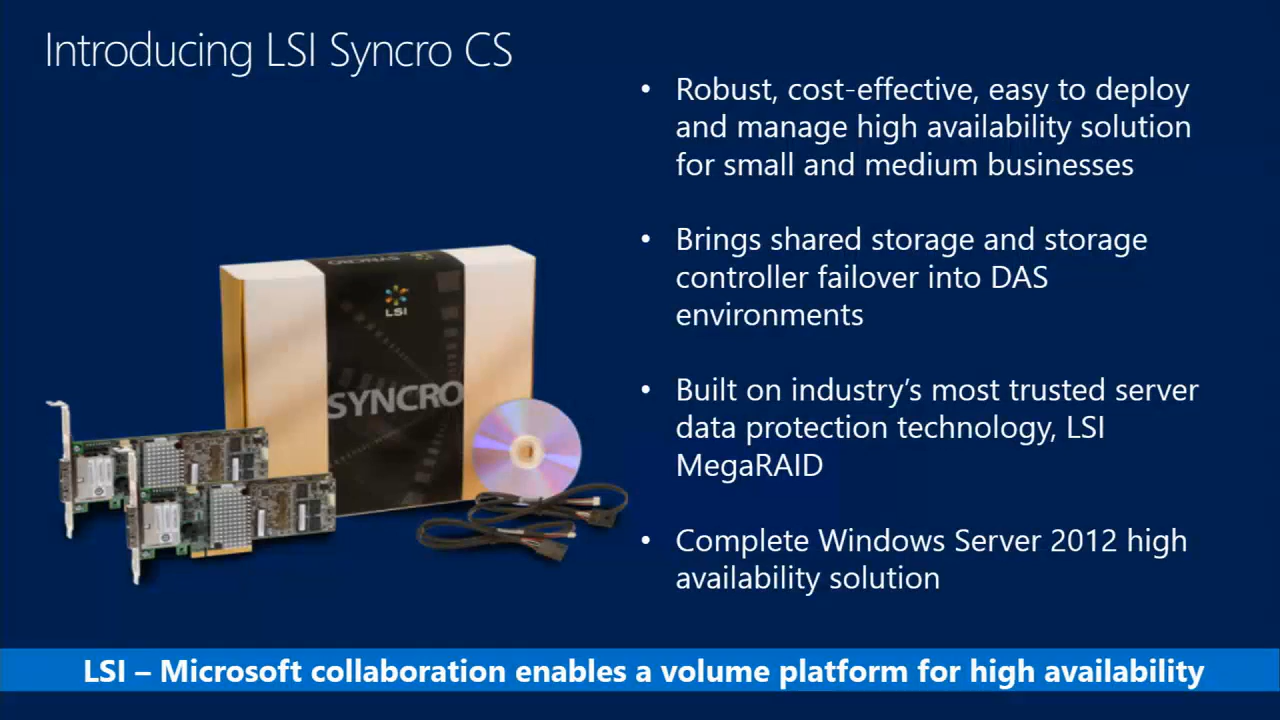 Introducing LSI Syncro CS
• Robust, cost-effective, easy to deploy
and manage high availability solution
for small and medium businesses
• Brings shared storage and storage
controller failover into DAS
environments
• Built on industry’s most trusted server
data protection technology, LSI
MegaRAID
• Complete Windows Server 2012 high
availability solution
LSI
SYNCRO
LSI – Microsoft collaboration enables a volume platform for high availability